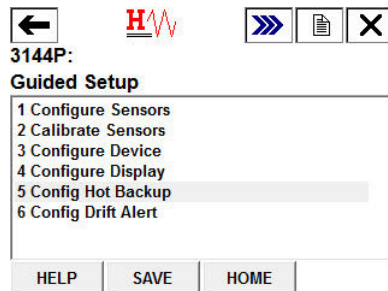 H
3144P:
Guided Setup
1 Configure Sensors
2 Calibrate Sensors
3 Configure Device
4 Configure Display
5 Config Hot Backup
6 Config Drift Alert
HELP SAVE HOME